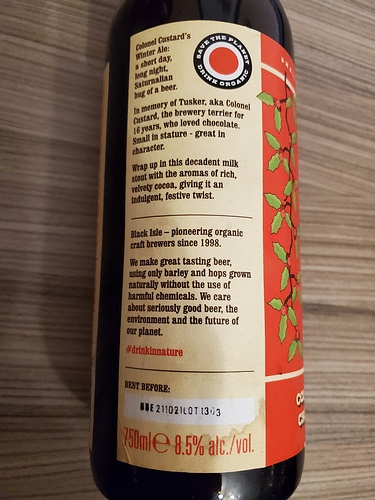 SAVE THE PLANET
DRINK ORGANIC
Colonel Custard's
Winter Ale:
a short day,
long night,
Saturnalian
hug of a beer.
In memory of Tusker, aka Colonel
Custard, the brewery terrier for
16 years, who loved chocolate.
Small in stature - great in
character.
Wrap up in this decadent milk
stout with the aromas of rich,
velvety cocoa, giving it an
indulgent, festive twist.
Black Isle – pioneering organic
craft brewers since 1998.
We make great tasting beer,
using only barley and hops grown
naturally without the use of
harmful chemicals. We care
about seriously good beer, the
environment and the future of
our planet.
#drinkinnature
BEST BEFORE:
750ml e 8.5% alc./vol.